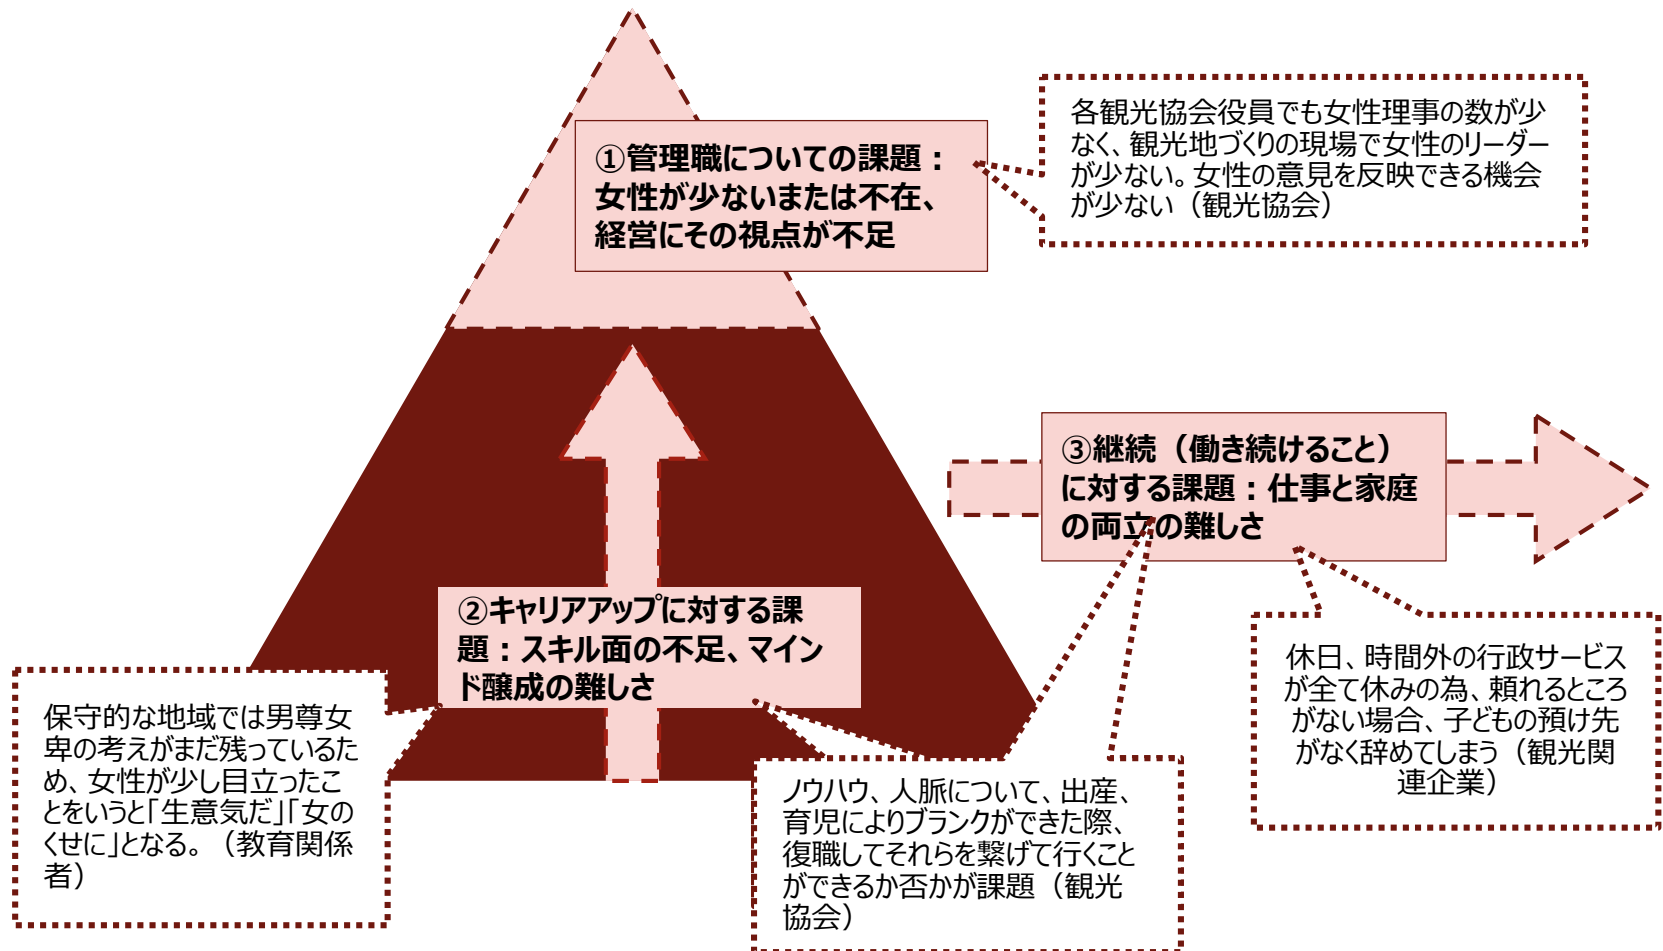 ①管理職についての課題：
女性が少ないまたは不在、
経営にその視点が不足
各観光協会役員でも女性理事の数が少
なく、観光地づくりの現場で女性のリーダー
が少ない。女性の意見を反映できる機会
が少ない（観光協会）
③継続（働き続けること）
に対する課題：仕事と家庭
の両立の難しさ
②キャリアアップに対する課
題：スキル面の不足、マイン
ド醸成の難しさ
休日、時間外の行政サービス
が全て休みの為、頼れるところ
がない場合、子どもの預け先
がなく辞めてしまう（観光関
連企業）
保守的な地域では男尊女
卑の考えがまだ残っているた
め、女性が少し目立ったこ
とをいうと「生意気だ」「女の
くせに」となる。（教育関係
者）
ノウハウ、人脈について、出産、
育児によりブランクができた際、
復職してそれらを繋げて行くこと
ができるか否かが課題（観光
協会）